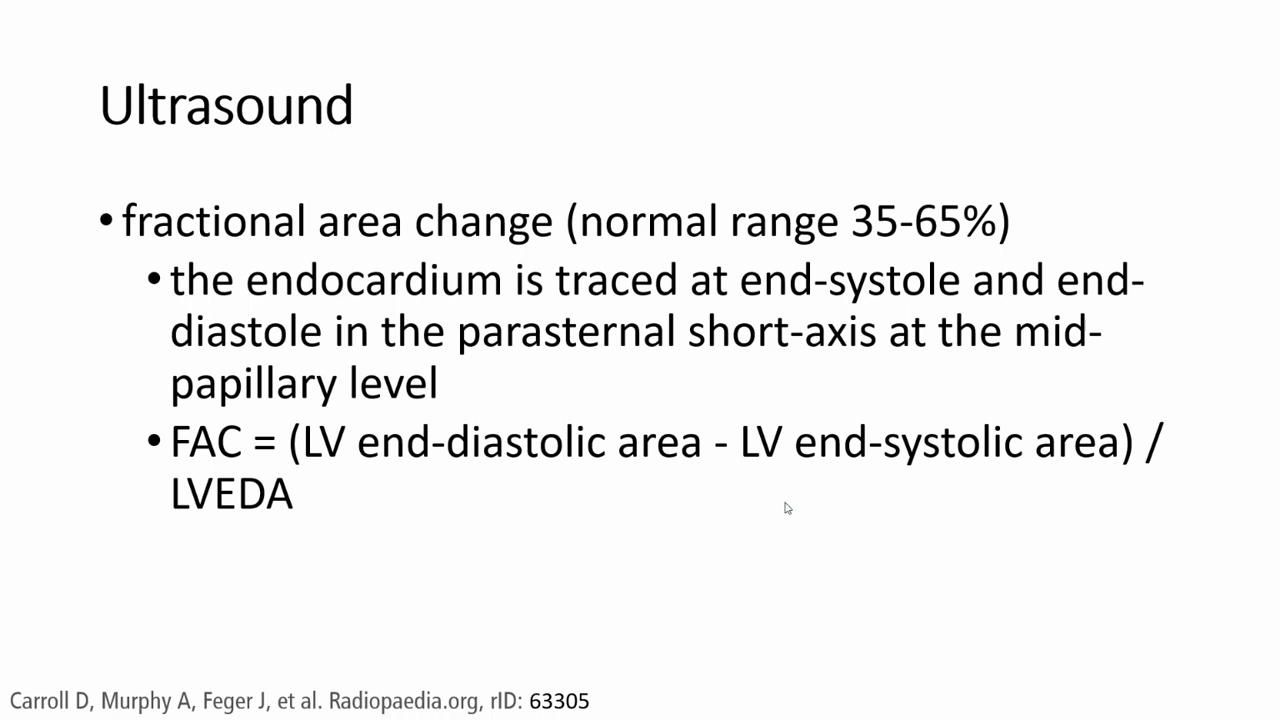 Ultrasound
• fractional area change (normal range 35-65%)
• the endocardium is traced at end-systole and end-
diastole in the parasternal short-axis at the mid-
papillary level
• FAC = (LV end-diastolic area - LV end-systolic area) /
LVEDA
Carroll D, Murphy A, Feger J, et al. Radiopaedia.org, rID: 63305